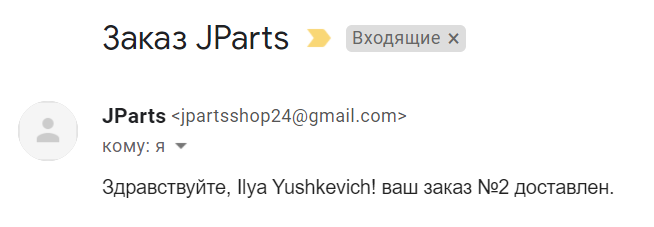 Заказ JParts Входящие ×
JParts <jpartsshop24@gmail.com>
кому: я
Здравствуйте, Ilya Yushkevich! ваш заказ №2 доставлен.